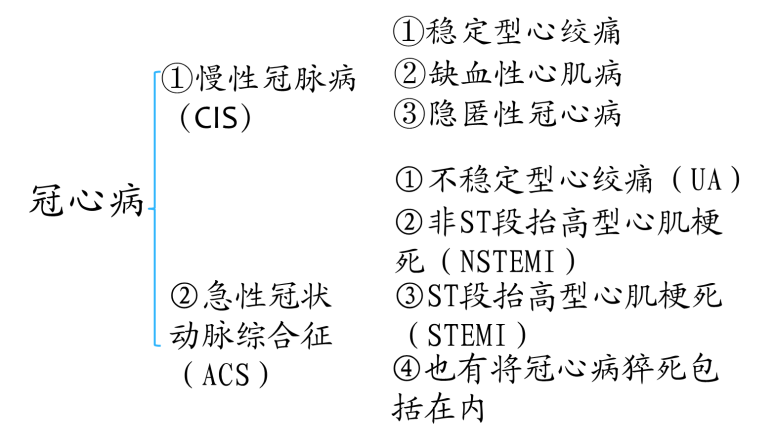 冠心病
①慢性冠脉病
（CIS）
①稳定型心绞痛
②缺血性心肌病
③隐匿性冠心病
②急性冠状
动脉综合征
（ACS）
①不稳定型心绞痛（UA）
②非ST段抬高型心肌梗
死（NSTEMI）
③ST段抬高型心肌梗死
（STEMI）
④也有将冠心病猝死包
括在内